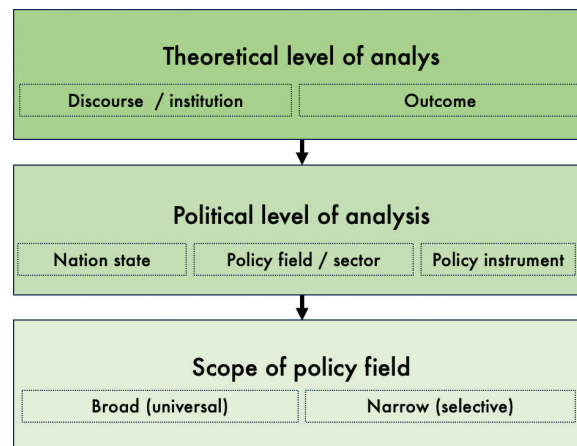 Theoretical level of analys
Discourse / institution
Outcome
Political level of analysis
Nation state
Policy field / sector
Policy instrument
Scope of policy field
Broad (universal)
Narrow (selective)